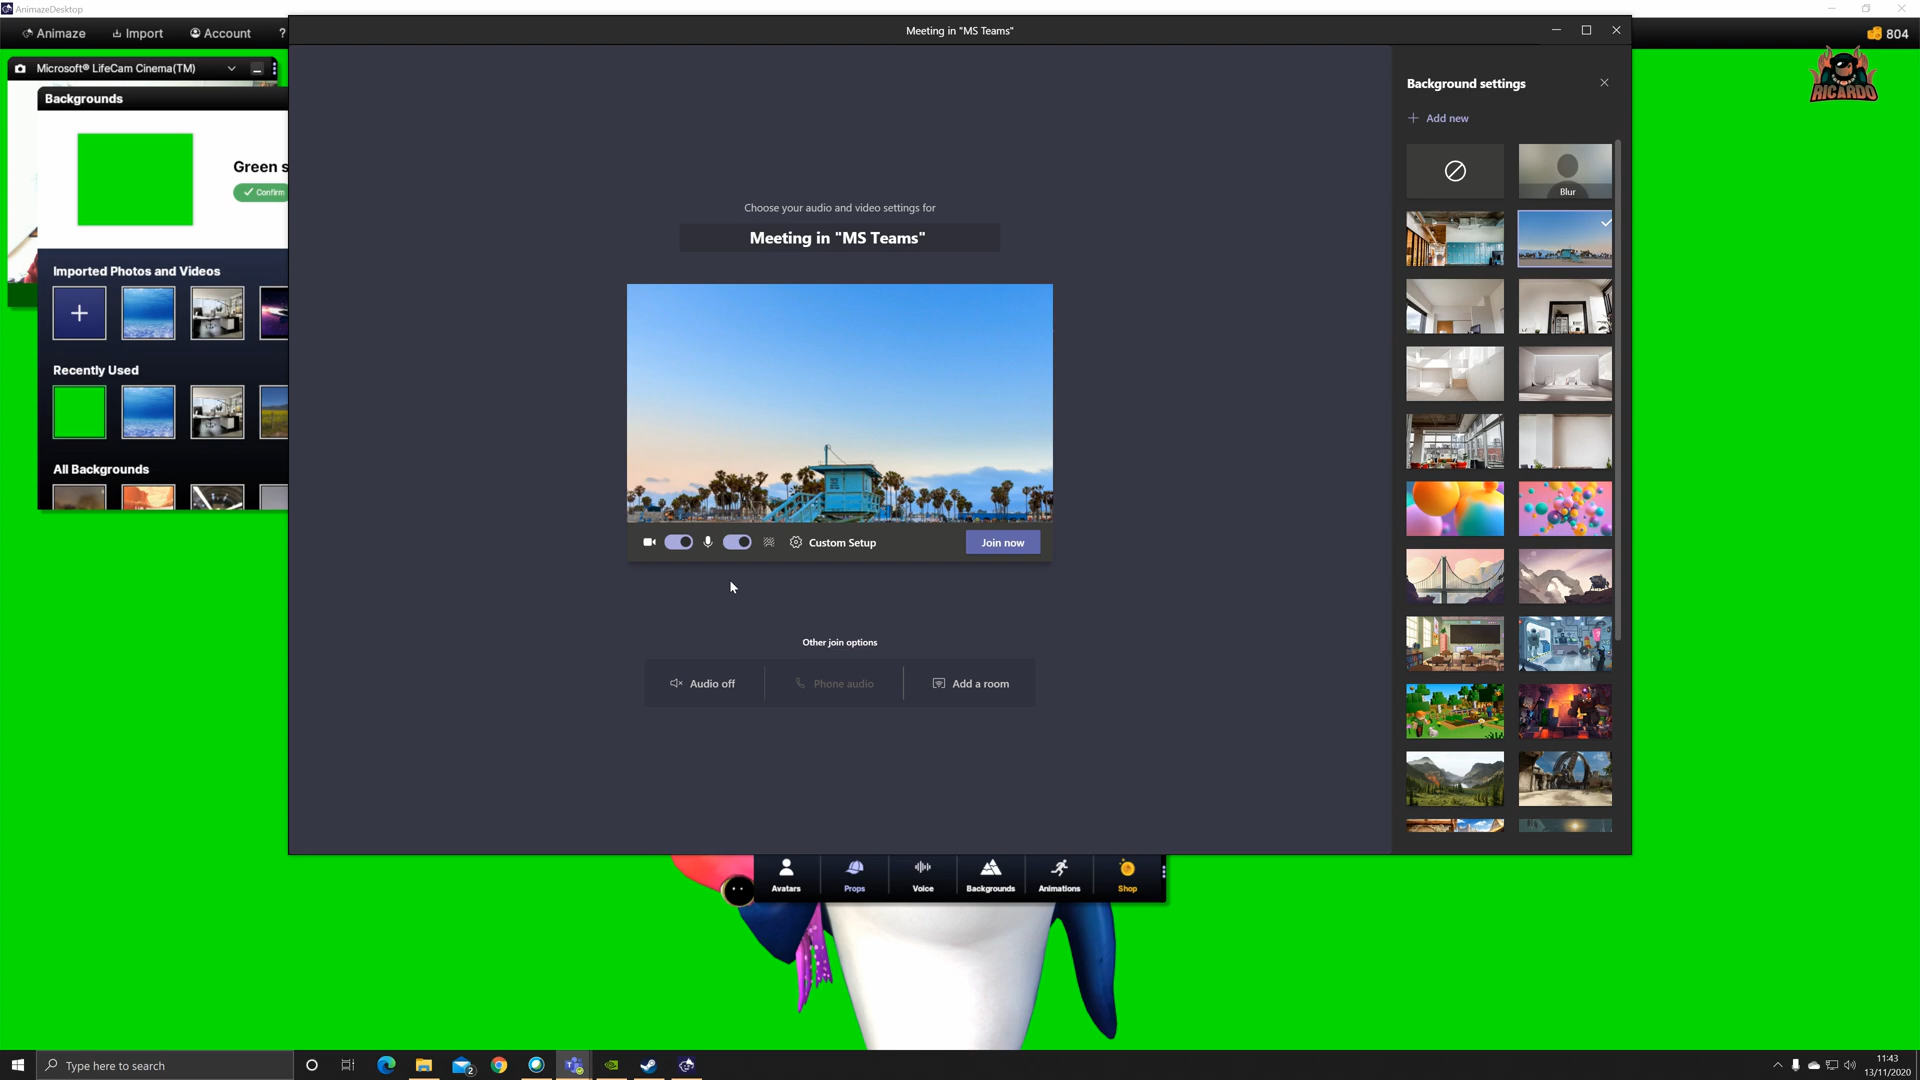 AnimazeDesktop
Animaze
Import
Account
?
Meeting in "MS Teams"
804
RICARDO
Microsoft® LifeCam Cinema(TM)
Backgrounds
Green s
Confirm
Imported Photos and Videos
Recently Used
All Backgrounds
Choose your audio and video settings for
Meeting in "MS Teams"
Custom Setup
Join now
Other join options
Audio off
Phone audio
Add a room
Background settings
Add new
Blur
Avatars
Props
Voice
Backgrounds
Animations
Shop
Type here to search
2
11:43
13/11/2020